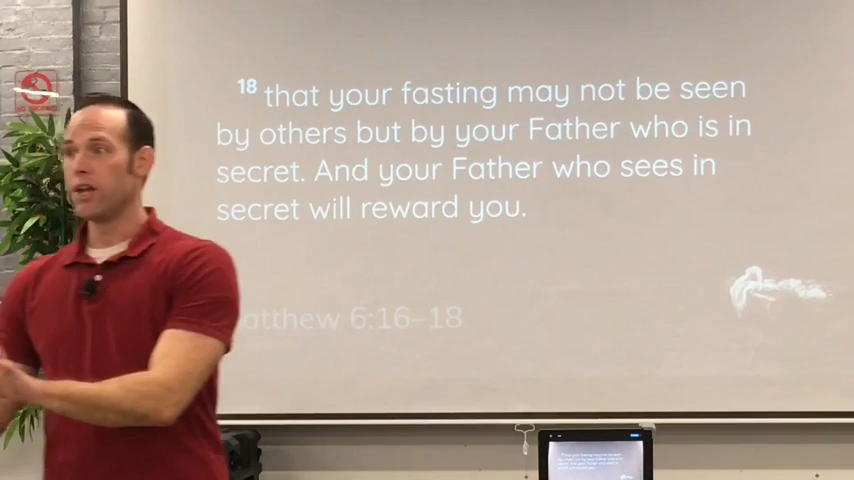 18 that your fasting may not be seen
by others but by your Father who is in
secret. And your Father who sees in
secret will reward you.
atthew 6:16–18